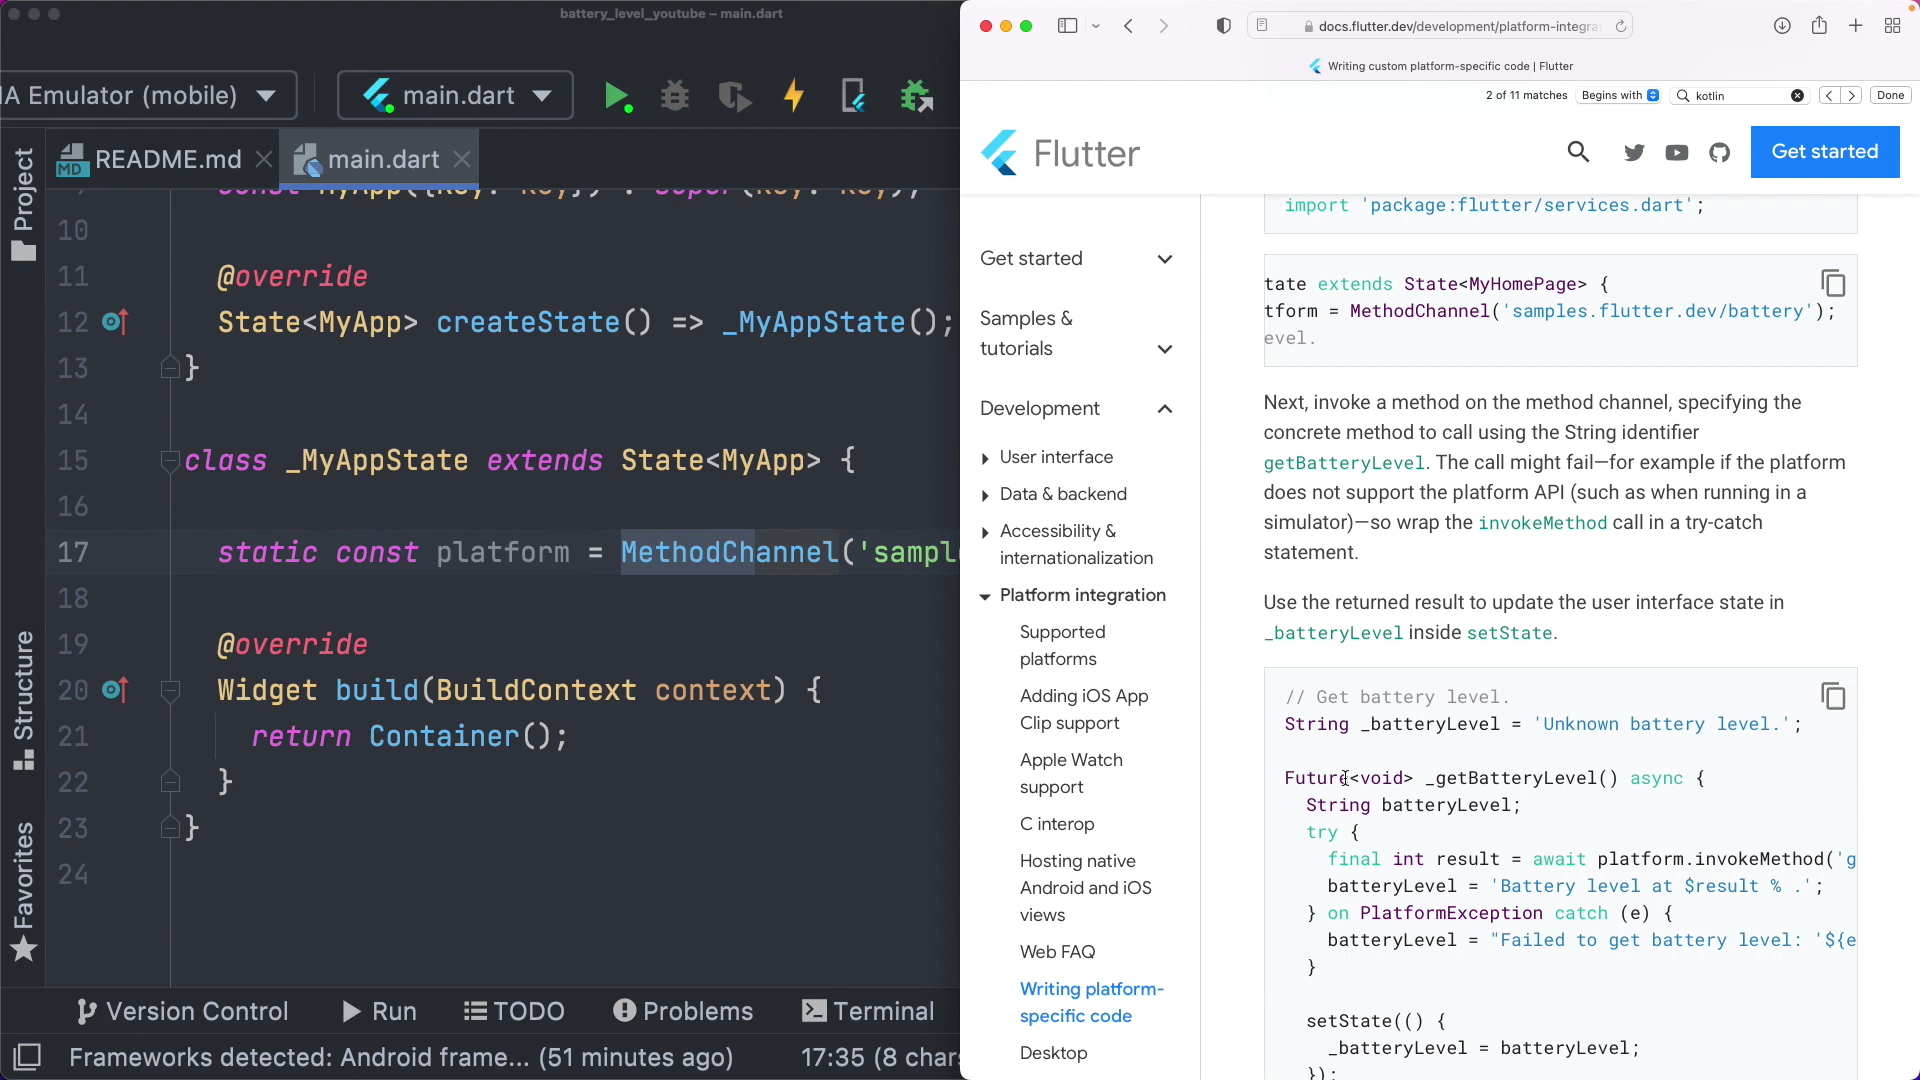 battery_level_youtube – main.dart
IA Emulator (mobile)
main.dart
README.md
main.dart
Project
Structure
Favorites
10
11 @override
12 State<MyApp> createState() => _MyAppState();
13 }
14
15 class _MyAppState extends State<MyApp> {
16
17 static const platform = MethodChannel('sampl
18
19 @override
20 Widget build(BuildContext context) {
21 return Container();
22 }
23 }
24
Version Control
Run
TODO
Problems
Terminal
Frameworks detected: Android frame... (51 minutes ago)
17:35 (8 chars
docs.flutter.dev/development/platform-integra
Writing custom platform-specific code | Flutter
2 of 11 matches
Begins with
kotlin
Done
Flutter
Get started
Get started
Samples &
tutorials
Development
User interface
Data & backend
Accessibility &
internationalization
Platform integration
Supported
platforms
Adding iOS App
Clip support
Apple Watch
support
C interop
Hosting native
Android and iOS
views
Web FAQ
Writing platform-
specific code
Desktop
import 'package:flutter/services.dart';
tate extends State<MyHomePage> {
tform = MethodChannel('samples.flutter.dev/battery');
evel.
Next, invoke a method on the method channel, specifying the
concrete method to call using the String identifier
getBatteryLevel. The call might fail—for example if the platform
does not support the platform API (such as when running in a
simulator)—so wrap the invokeMethod call in a try-catch
statement.
Use the returned result to update the user interface state in
_batteryLevel inside setState.
// Get battery level.
String _batteryLevel = 'Unknown battery level.';
Future<void> _getBatteryLevel() async {
String batteryLevel;
try {
final int result = await platform.invokeMethod('g
batteryLevel = 'Battery level at $result % .';
} on PlatformException catch (e) {
batteryLevel = "Failed to get battery level: '${e
}
setState(() {
_batteryLevel = batteryLevel;
});